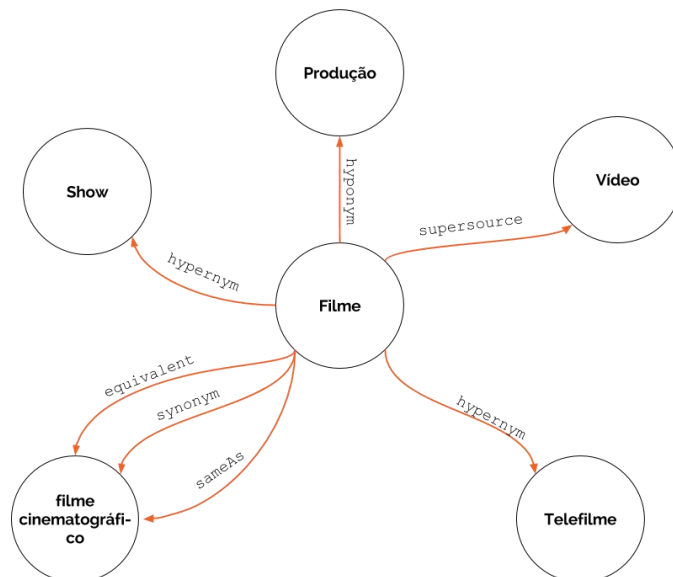 Produção
Show
Vídeo
hyponym
supersource
hypernym
Filme
equivalent
synonym
sameAs
hypernym
filme
cinematográfi-
co
Telefilme